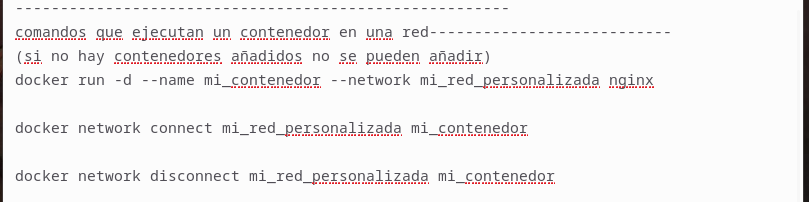 -------------------------------------------------------
comandos que ejecutan un contenedor en una red---------------------------
(si no hay contenedores añadidos no se pueden añadir)
docker run -d --name mi_contenedor --network mi_red_personalizada nginx
docker network connect mi_red_personalizada mi_contenedor
docker network disconnect mi_red_personalizada mi_contenedor